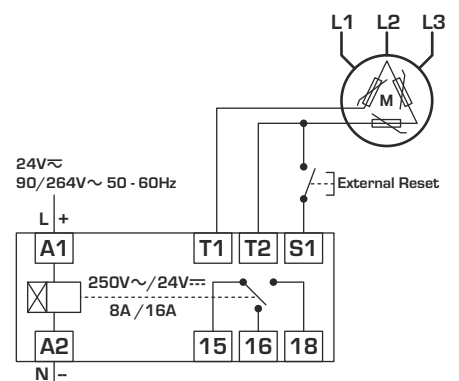 L1 L2 L3
M
24V⎓~
90/264V~ 50 - 60Hz
External Reset
L +
A1 T1 T2 S1
250V~/24V⎓
8A /16A
A2 15 16 18
N –